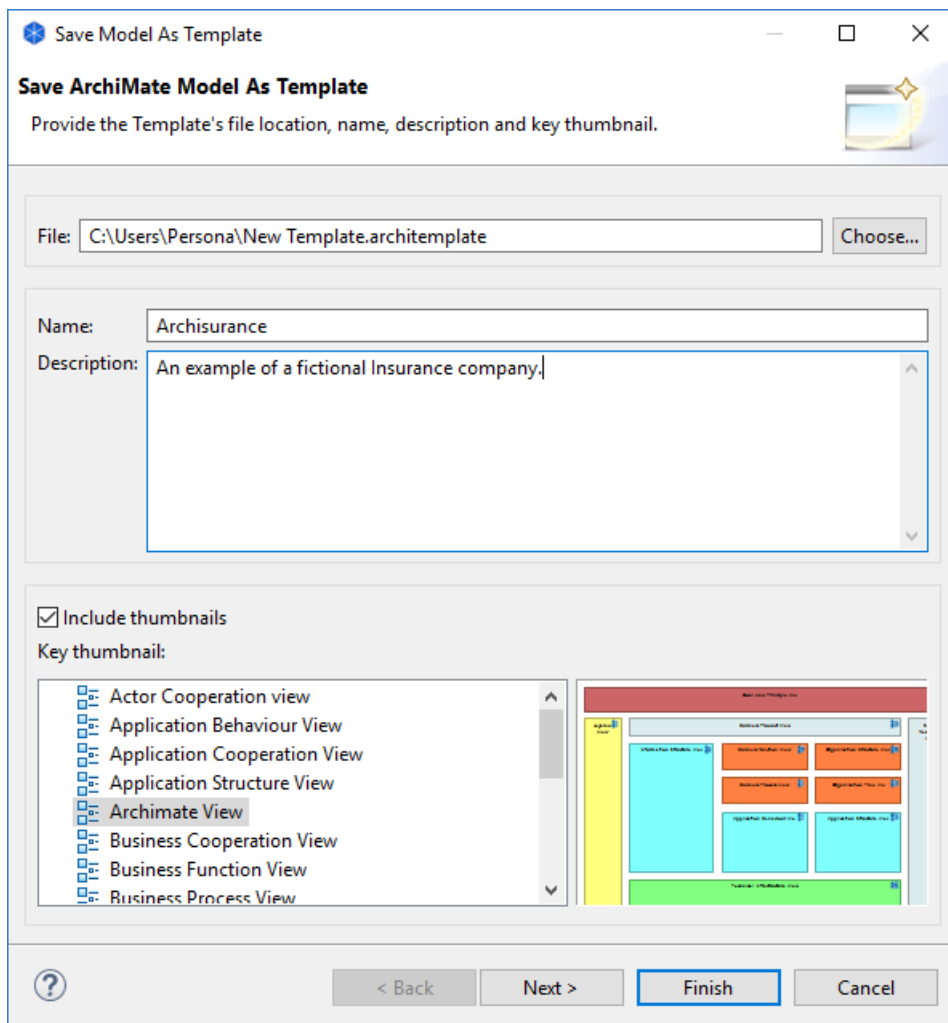 Save Model As Template
Save ArchiMate Model As Template
Provide the Template's file location, name, description and key thumbnail.
File: C:\Users\Persona\New Template.architemplate Choose...
Name: Archisurance
Description: An example of a fictional Insurance company.
Include thumbnails
Key thumbnail:
Actor Cooperation view
Application Behaviour View
Application Cooperation View
Application Structure View
Archimate View
Business Cooperation View
Business Function View
Business Process View
? < Back Next > Finish Cancel